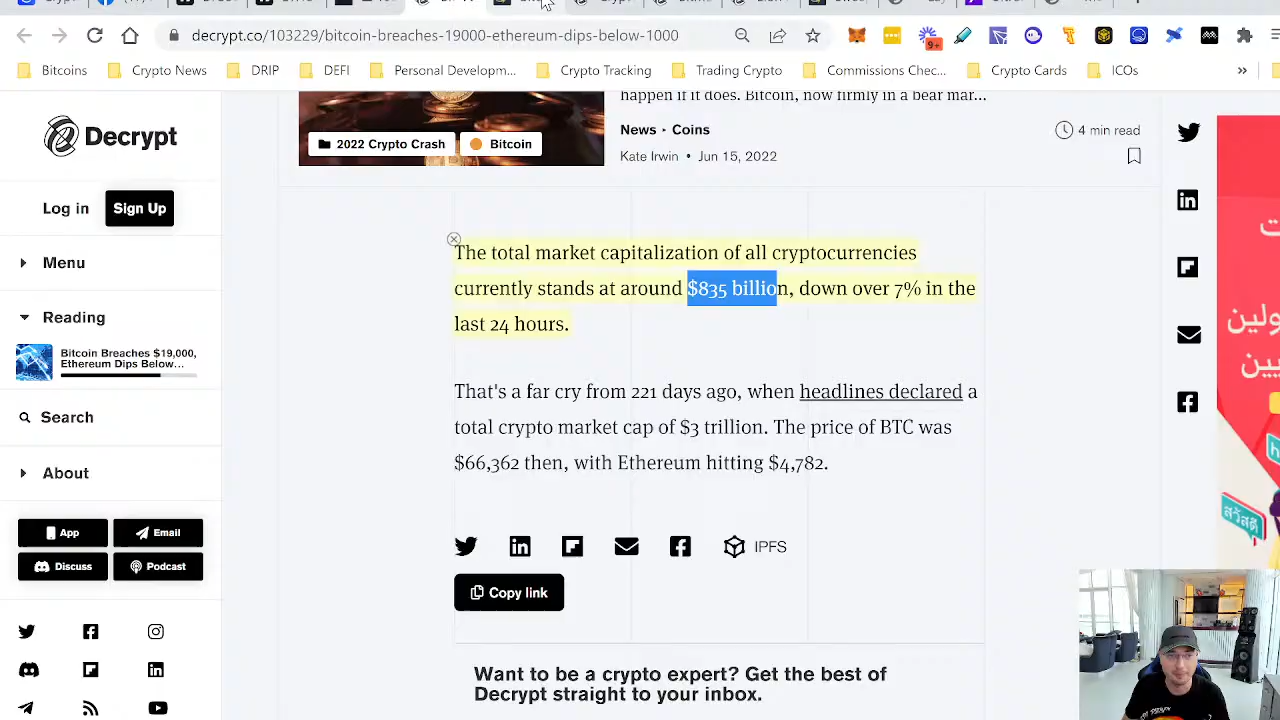 decrypt.co/103229/bitcoin-breaches-19000-ethereum-dips-below-1000
9+
Bitcoins
Crypto News
DRIP
DEFI
Personal Developm...
Crypto Tracking
Trading Crypto
Commissions Chec...
Crypto Cards
ICOs
»
Decrypt
Log in
Sign Up
Menu
Reading
Bitcoin Breaches $19,000,
Ethereum Dips Below...
Search
About
App
Email
Discuss
Podcast
happen if it does. Bitcoin, now firmly in a bear mar...
2022 Crypto Crash
Bitcoin
News • Coins
4 min read
Kate Irwin • Jun 15, 2022
The total market capitalization of all cryptocurrencies
currently stands at around $835 billion, down over 7% in the
last 24 hours.
That's a far cry from 221 days ago, when headlines declared a
total crypto market cap of $3 trillion. The price of BTC was
$66,362 then, with Ethereum hitting $4,782.
IPFS
Copy link
Want to be a crypto expert? Get the best of
Decrypt straight to your inbox.